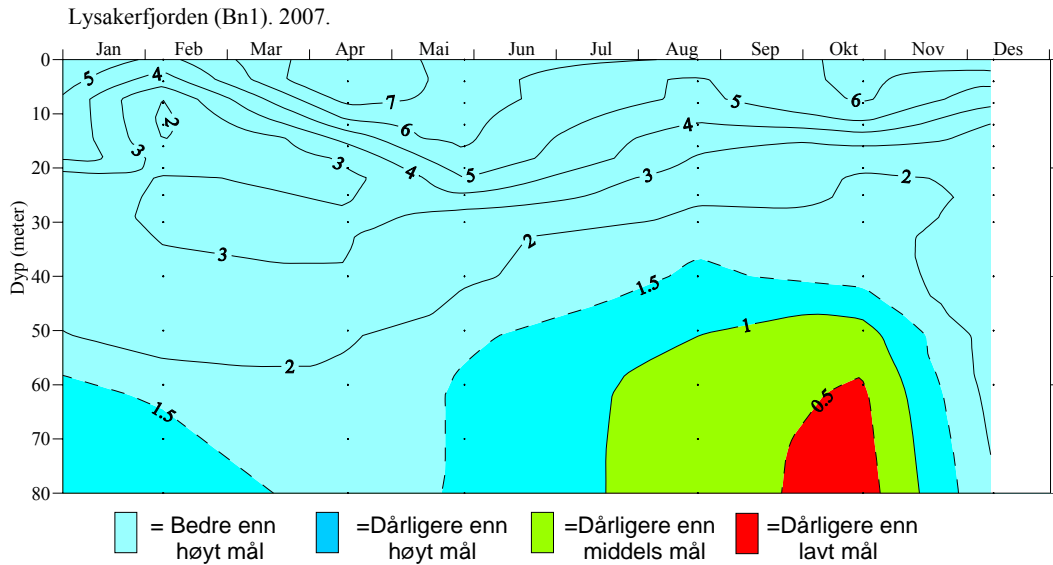 Lysakerfjorden (Bn1). 2007.
Jan Feb Mar Apr Mai Jun Jul Aug Sep Okt Nov Des
0
10
20
30
40
50
60
70
80
Dyp (meter)
5 4 7 6 5 4 3 2 3 3 2 3 2 1.5 2 5 4 3 6 2 1.5 1 0.5
= Bedre enn høyt mål
=Dårligere enn høyt mål
=Dårligere enn middels mål
=Dårligere enn lavt mål